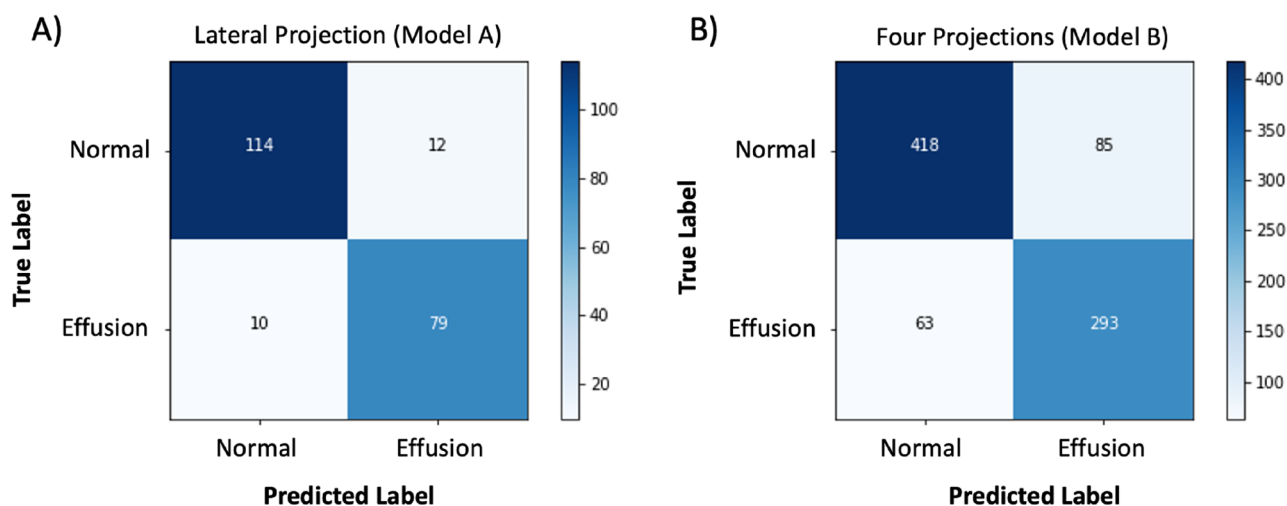 A)
Lateral Projection (Model A)
True Label
Normal
Effusion
114
12
10
79
Normal
Effusion
Predicted Label
100
80
60
40
20
B)
Four Projections (Model B)
True Label
Normal
Effusion
418
85
63
293
Normal
Effusion
Predicted Label
400
350
300
250
200
150
100